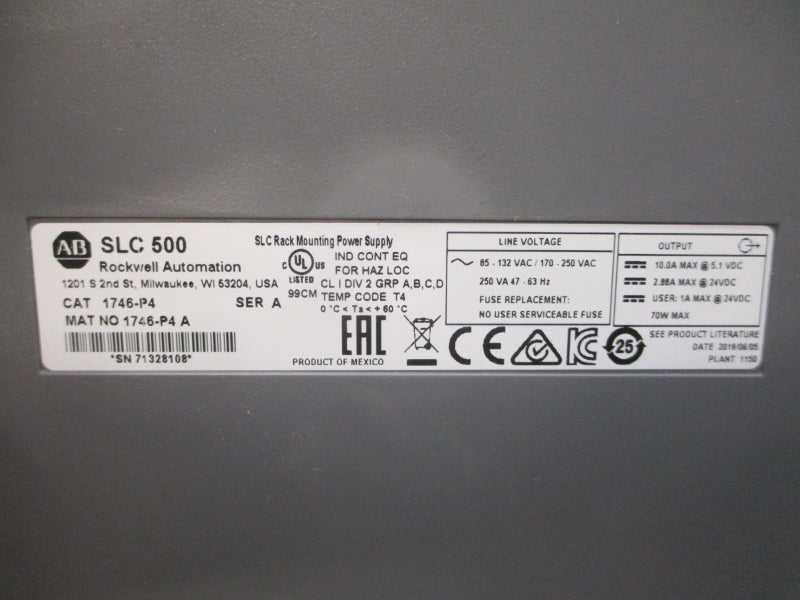 AB SLC 500
Rockwell Automation
1201 S 2nd St, Milwaukee, WI 53204, USA
CAT 1746-P4 SER A
MAT NO 1746-P4 A
*SN 71328108*
SLC Rack Mounting Power Supply
C UL US
LISTED
99CM
IND CONT EQ
FOR HAZ LOC
CL I DIV 2 GRP A,B,C,D
TEMP CODE T4
0 °C < Ta < + 60 °C
EAC
PRODUCT OF MEXICO
LINE VOLTAGE
85 - 132 VAC / 170 - 250 VAC
250 VA 47 - 63 Hz
FUSE REPLACEMENT:
NO USER SERVICEABLE FUSE
CE
KC
25
OUTPUT
10.0A MAX @ 5.1 VDC
2.88A MAX @ 24VDC
USER: 1A MAX @ 24VDC
70W MAX
SEE PRODUCT LITERATURE
DATE 2019/06/05
PLANT 1150